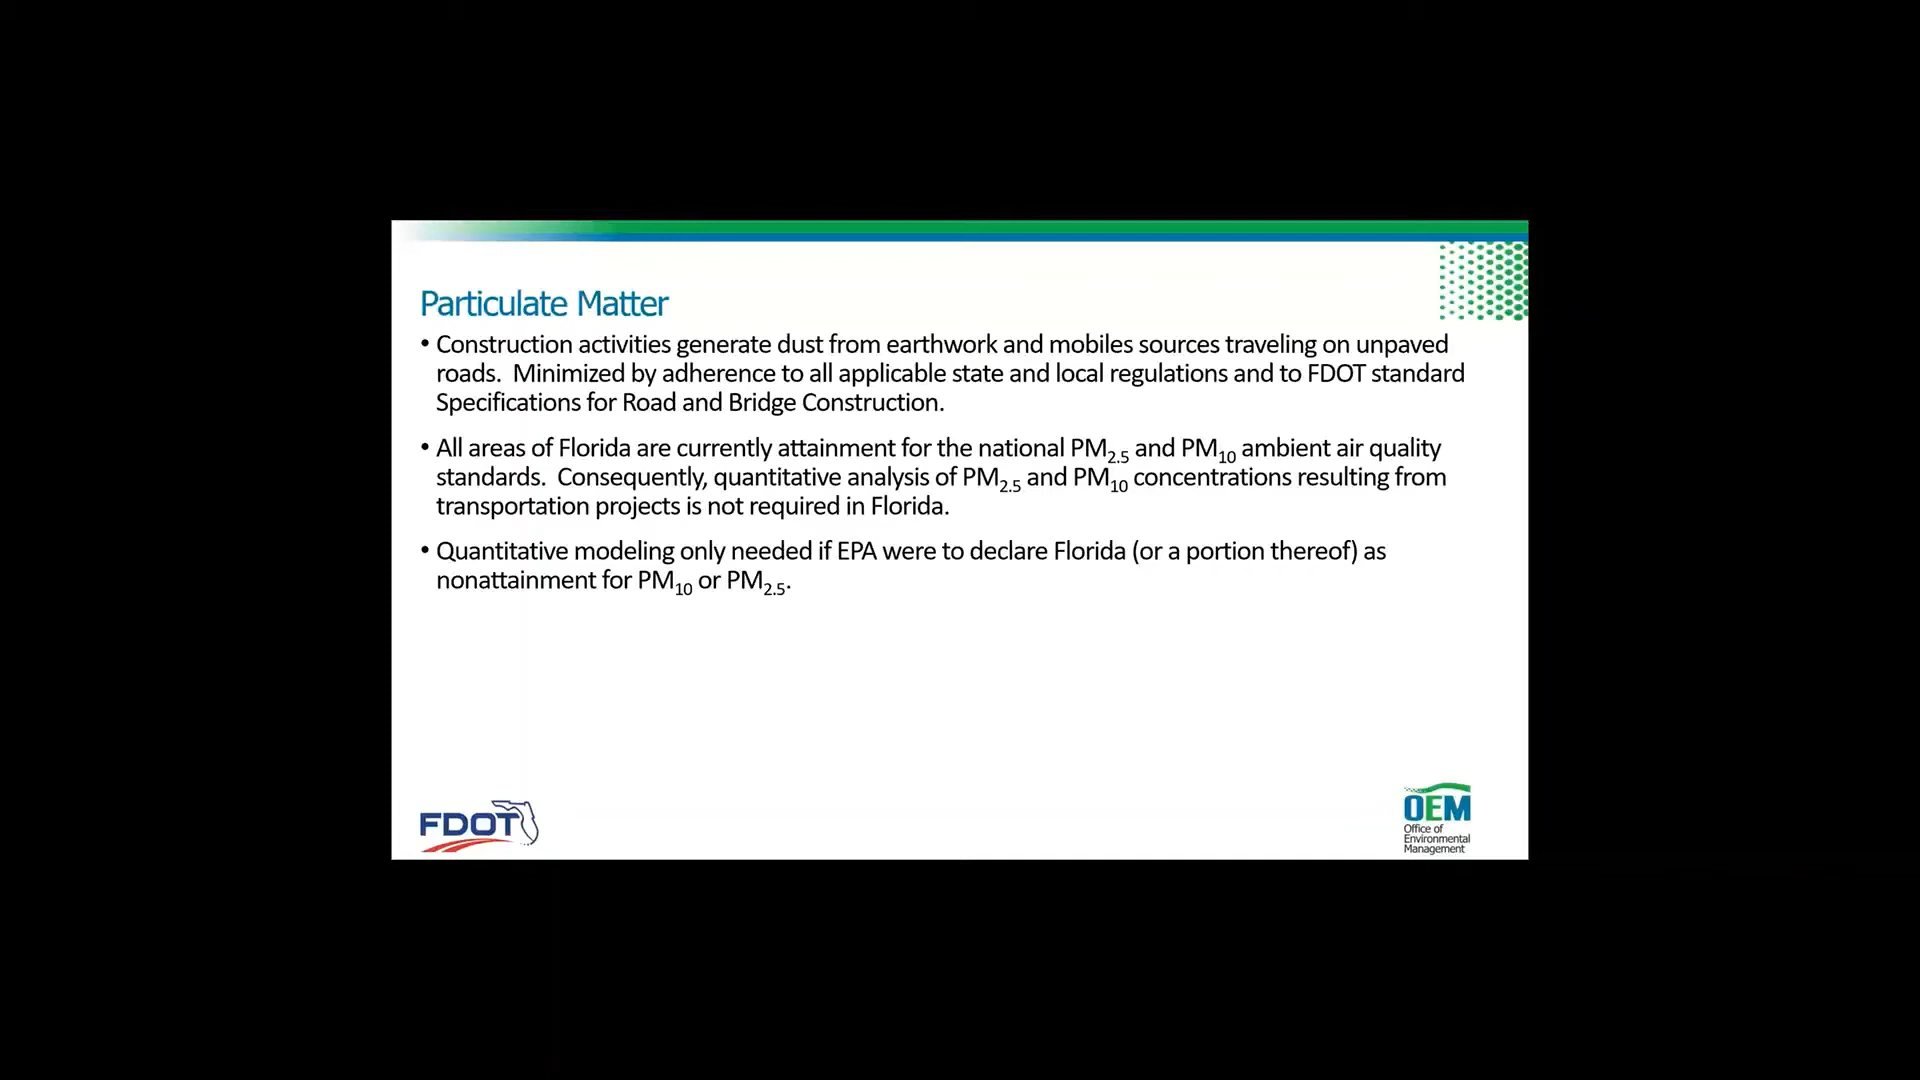 Particulate Matter
• Construction activities generate dust from earthwork and mobiles sources traveling on unpaved
roads.  Minimized by adherence to all applicable state and local regulations and to FDOT standard
Specifications for Road and Bridge Construction.
• All areas of Florida are currently attainment for the national PM2.5 and PM10 ambient air quality
standards.  Consequently, quantitative analysis of PM2.5 and PM10 concentrations resulting from
transportation projects is not required in Florida.
• Quantitative modeling only needed if EPA were to declare Florida (or a portion thereof) as
nonattainment for PM10 or PM2.5.
FDOT
OEM
Office of
Environmental
Management